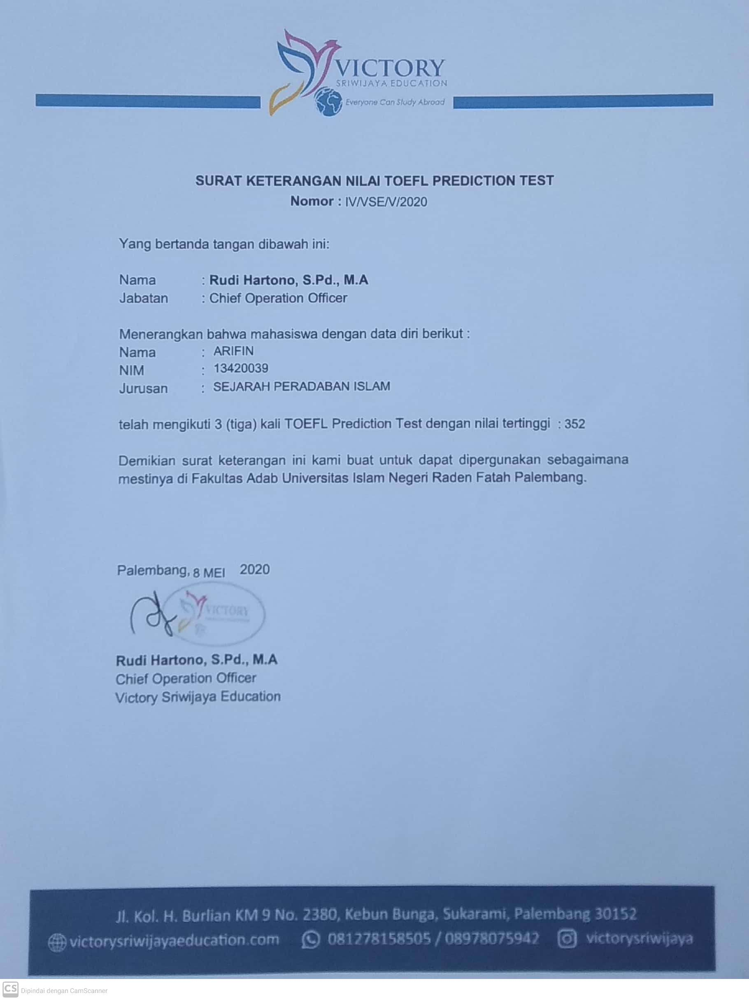 VICTORY
SRIWIJAYA EDUCATION
Everyone Can Study Abroad
SURAT KETERANGAN NILAI TOEFL PREDICTION TEST
Nomor : IV/VSE/V/2020
Yang bertanda tangan dibawah ini:
Nama : Rudi Hartono, S.Pd., M.A
Jabatan : Chief Operation Officer
Menerangkan bahwa mahasiswa dengan data diri berikut :
Nama : ARIFIN
NIM : 13420039
Jurusan : SEJARAH PERADABAN ISLAM
telah mengikuti 3 (tiga) kali TOEFL Prediction Test dengan nilai tertinggi : 352
Demikian surat keterangan ini kami buat untuk dapat dipergunakan sebagaimana
mestinya di Fakultas Adab Universitas Islam Negeri Raden Fatah Palembang.
Palembang, 8 MEI 2020
VICTORY
Rudi Hartono, S.Pd., M.A
Chief Operation Officer
Victory Sriwijaya Education
Jl. Kol. H. Burlian KM 9 No. 2380, Kebun Bunga, Sukarami, Palembang 30152
victorysriwijayaeducation.com 081278158505 / 08978075942 victorysriwijaya
CS Dipindai dengan CamScanner